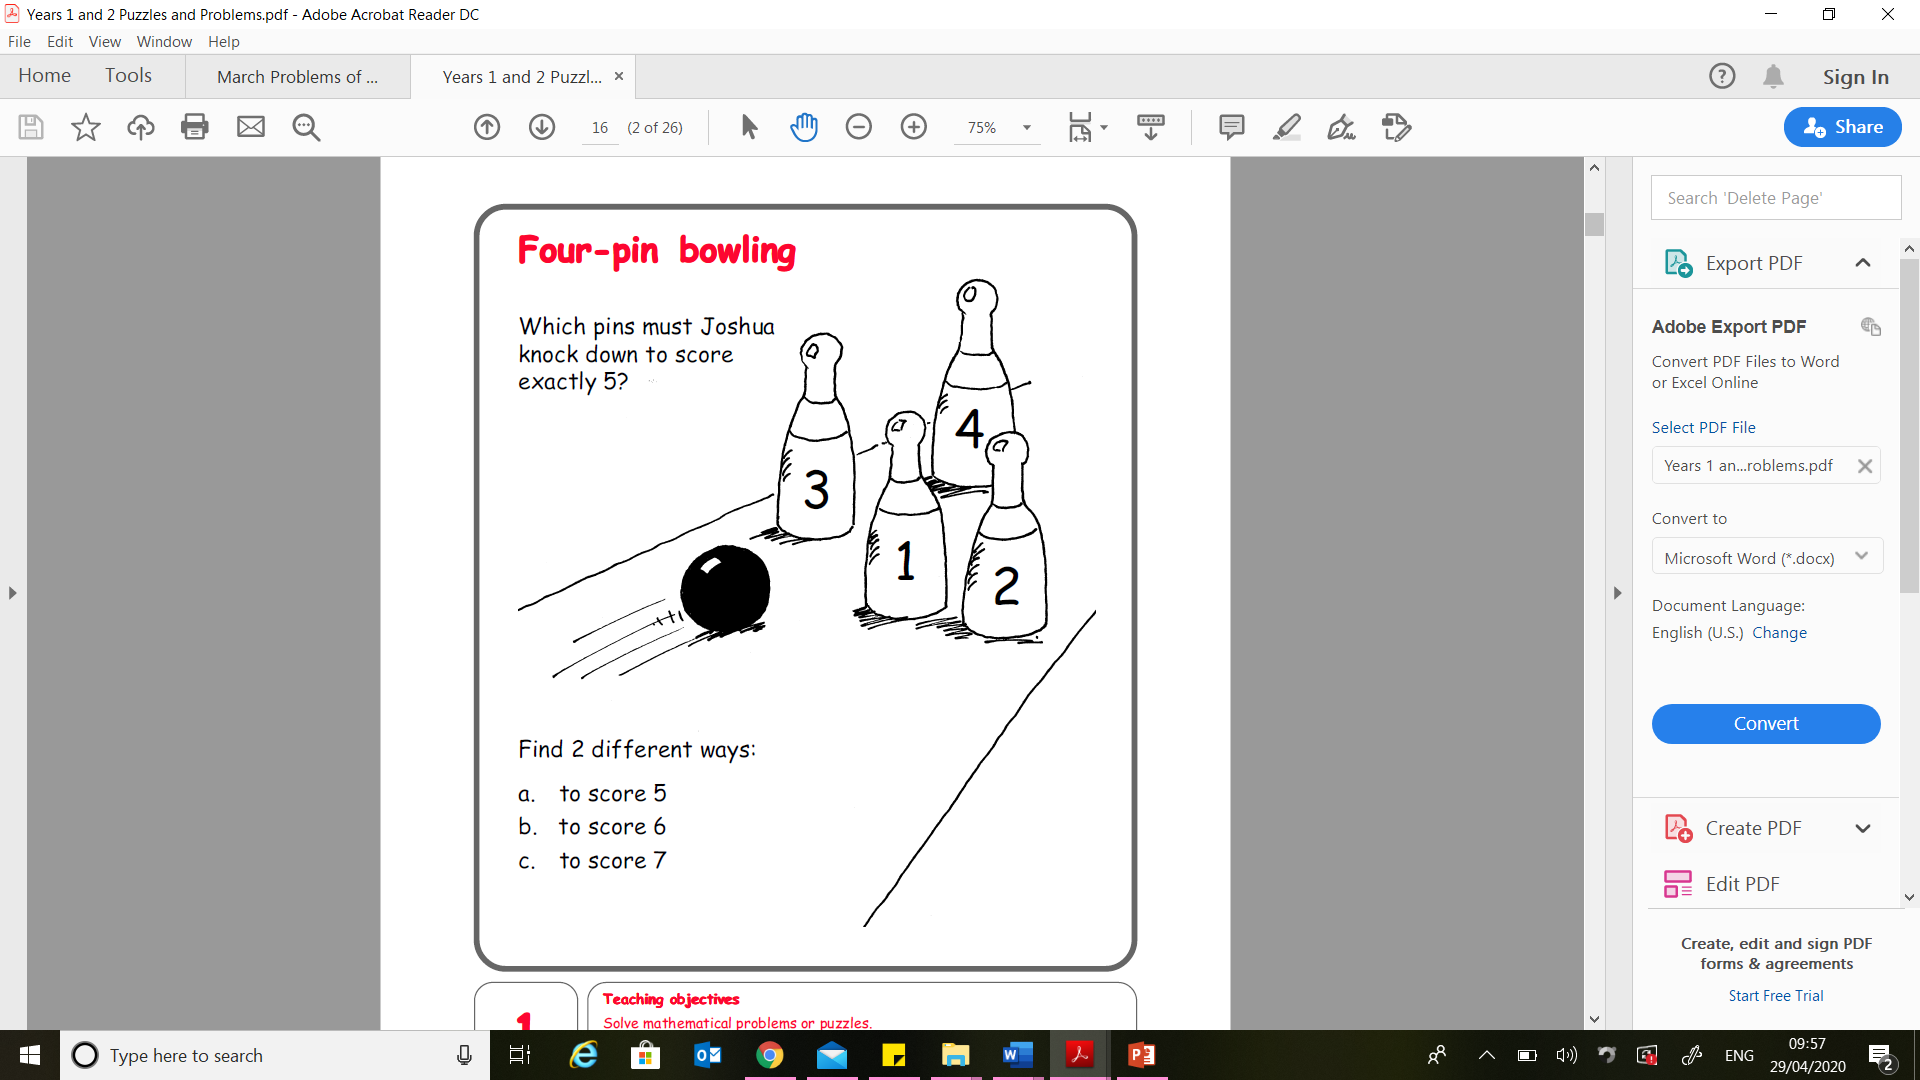 Years 1 and 2 Puzzles and Problems.pdf - Adobe Acrobat Reader DC
File Edit View Window Help
Home Tools March Problems of ... Years 1 and 2 Puzzl... Sign In
16 (2 of 26) 75% Share
Search 'Delete Page'
Export PDF
Adobe Export PDF
Convert PDF Files to Word
or Excel Online
Select PDF File
Years 1 an...roblems.pdf
Convert to
Microsoft Word (*.docx)
Document Language:
English (U.S.) Change
Convert
Create PDF
Edit PDF
Create, edit and sign PDF
forms & agreements
Start Free Trial
Four-pin bowling
Which pins must Joshua
knock down to score
exactly 5?
3
4
1
2
Find 2 different ways:
a. to score 5
b. to score 6
c. to score 7
1
Teaching objectives
Solve mathematical problems or puzzles.
Type here to search
ENG
09:57
29/04/2020
2